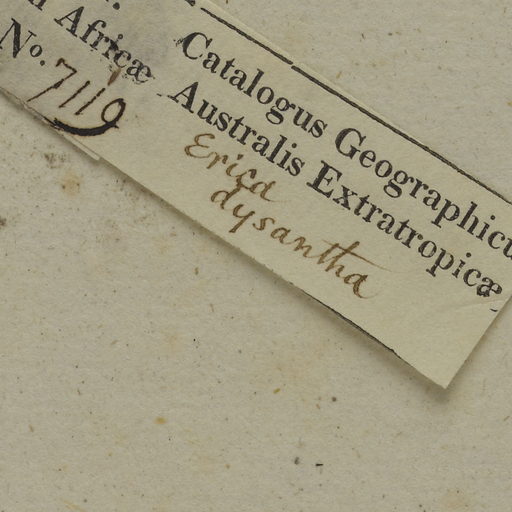 Catalogus Geographicu
Africæ Australis Extratropicæ
No. 7119 Erica
dysantha